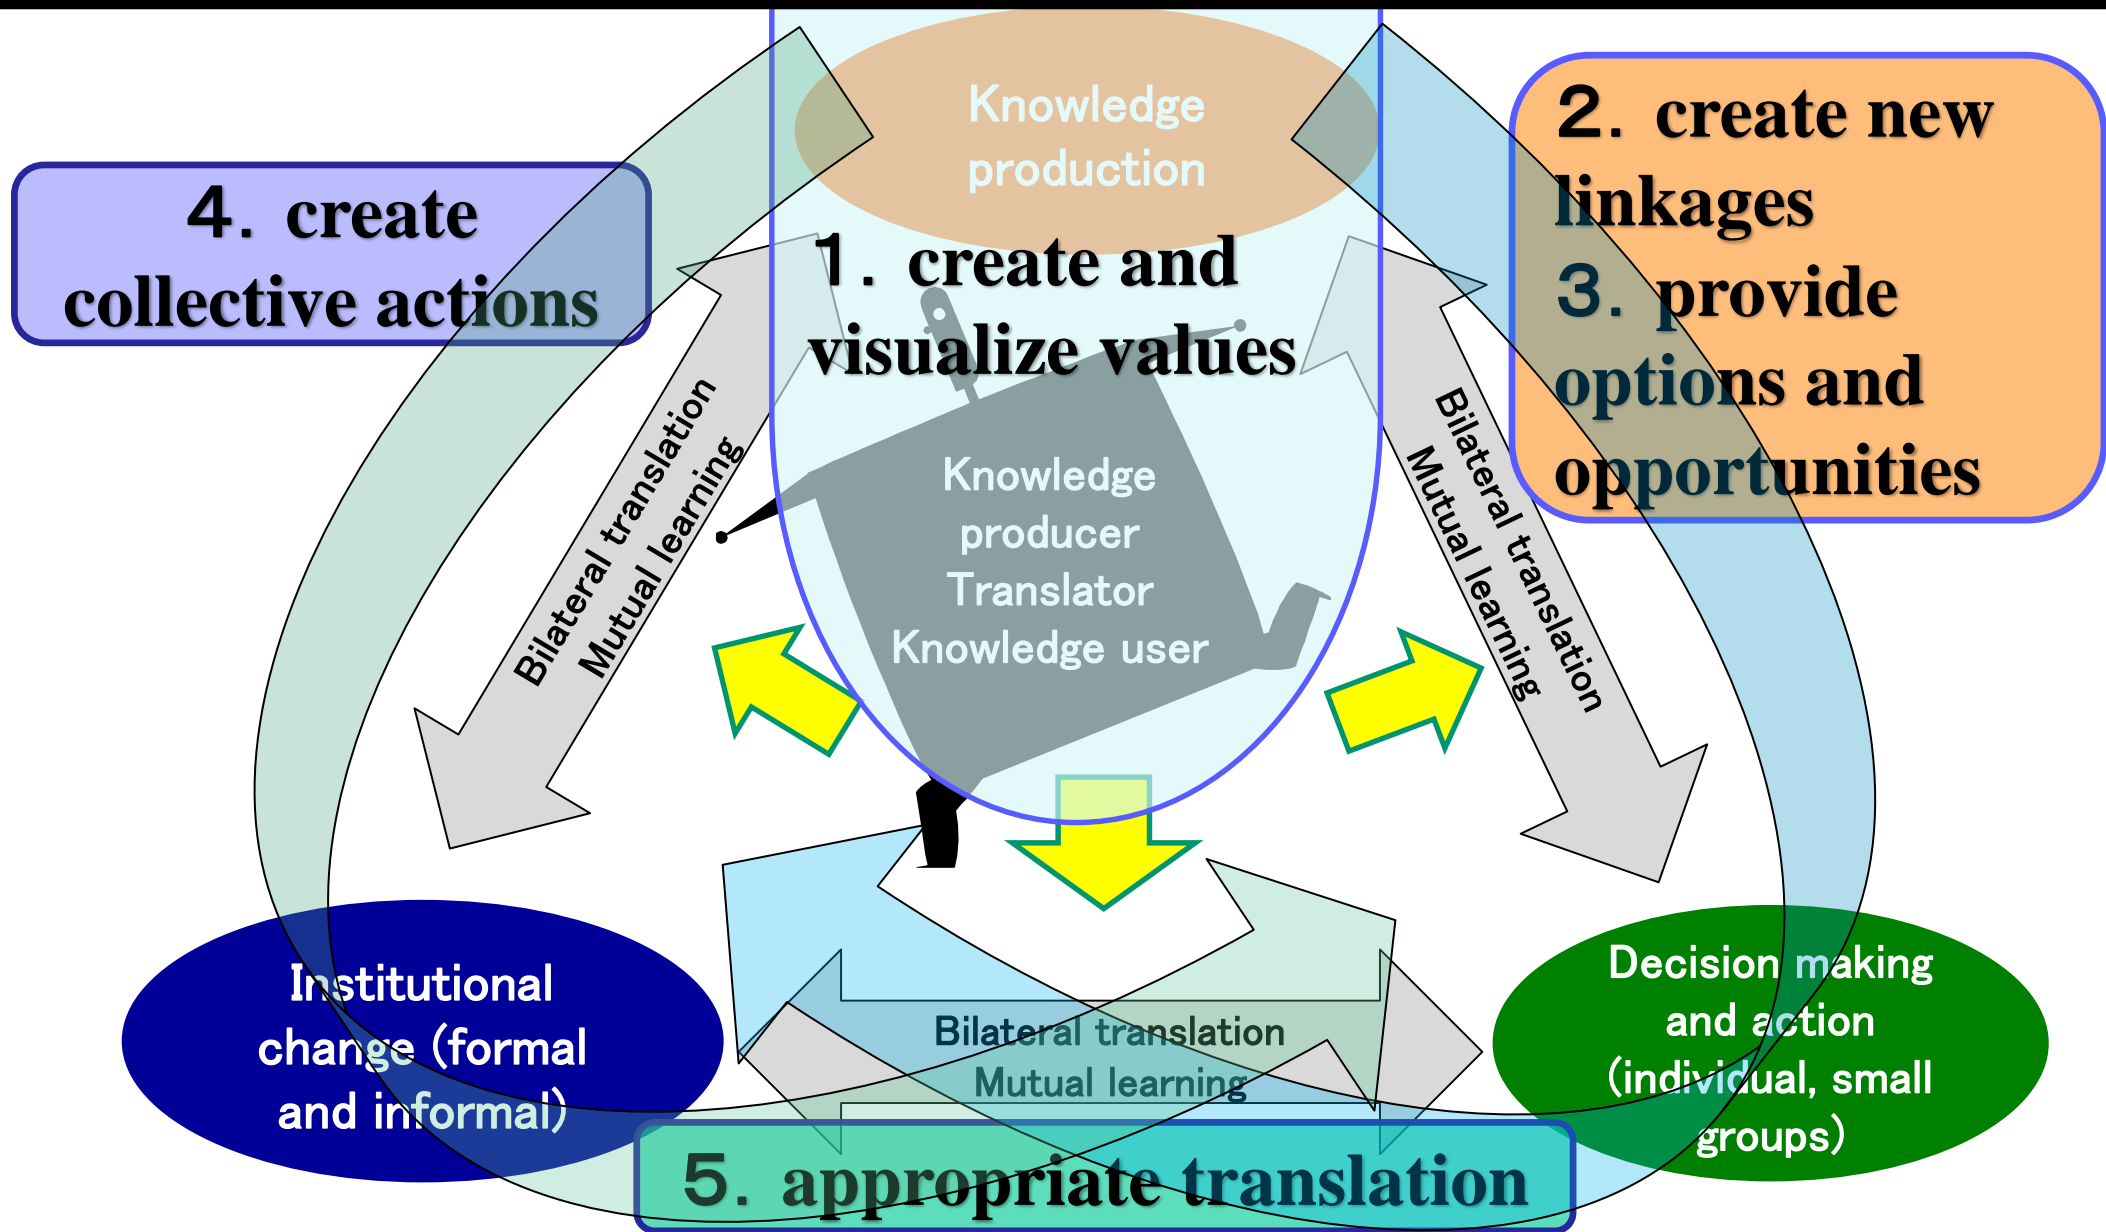 Knowledge
production
4. create
collective actions
1. create and
visualize values
2. create new
linkages
3. provide
options and
opportunities
Bilateral translation
Mutual learning
Knowledge
producer
Translator
Knowledge user
Bilateral translation
Mutual learning
Institutional
change (formal
and informal)
Bilateral translation
Mutual learning
Decision making
and action
(individual, small
groups)
5. appropriate translation